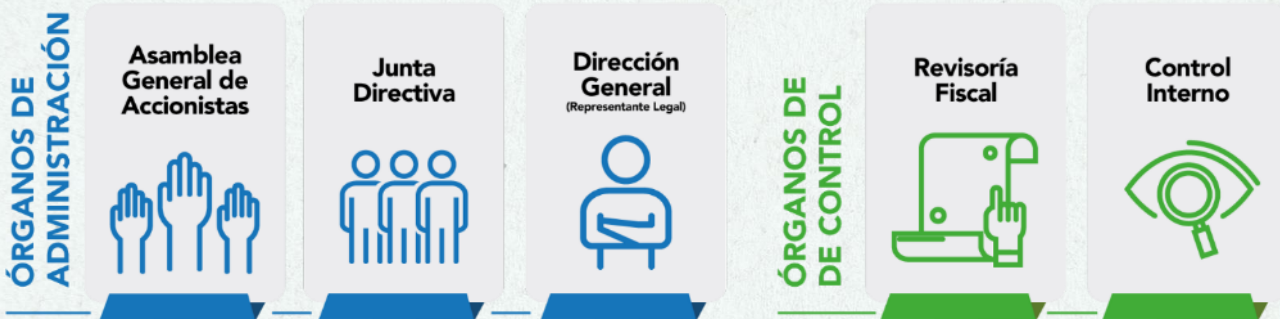 ÓRGANOS DE
ADMINISTRACIÓN
Asamblea
General de
Accionistas
Junta
Directiva
Dirección
General
(Representante Legal)
ÓRGANOS DE
DE CONTROL
Revisoría
Fiscal
Control
Interno